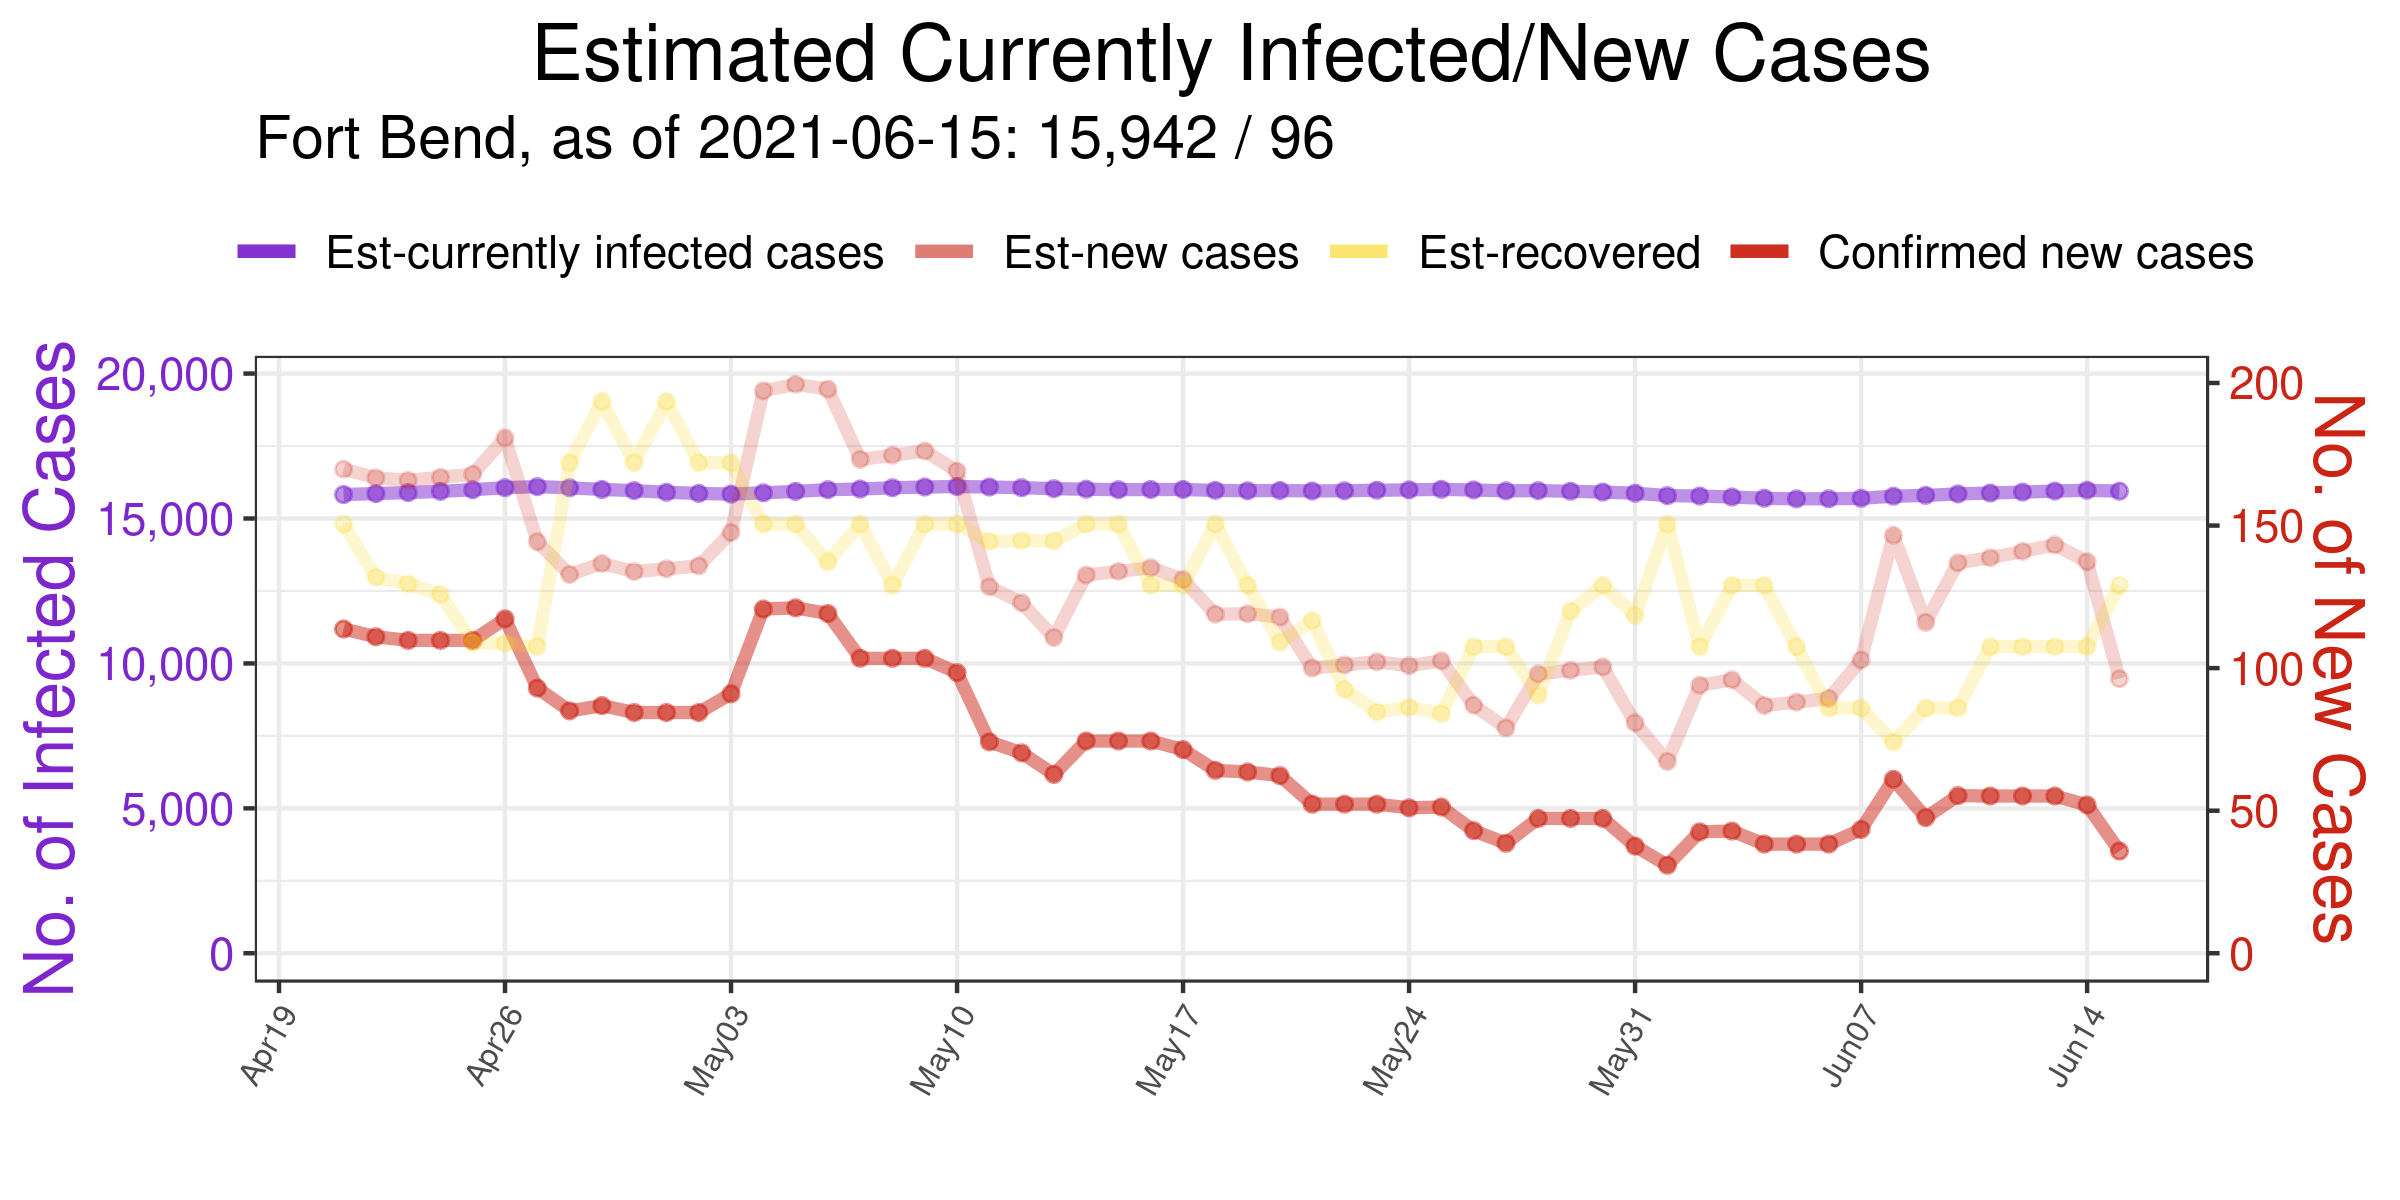 Estimated Currently Infected/New Cases
Fort Bend, as of 2021-06-15: 15,942 / 96
Est-currently infected cases Est-new cases Est-recovered Confirmed new cases
No. of Infected Cases
20,000
15,000
10,000
5,000
0
200
150
100
50
0
No. of New Cases
Apr19 Apr26 May03 May10 May17 May24 May31 Jun07 Jun14